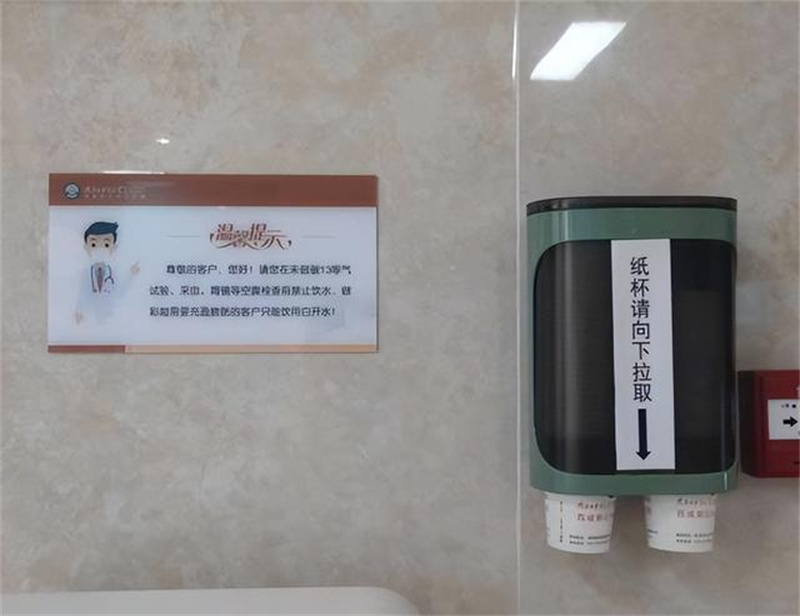 温馨提示
尊敬的客户,您好!请您在未做碳13呼气
试验、采血、胃镜等空腹检查前禁止饮水,做
彩超需要充盈膀胱的客户只能饮用白开水!
纸杯请向下拉取